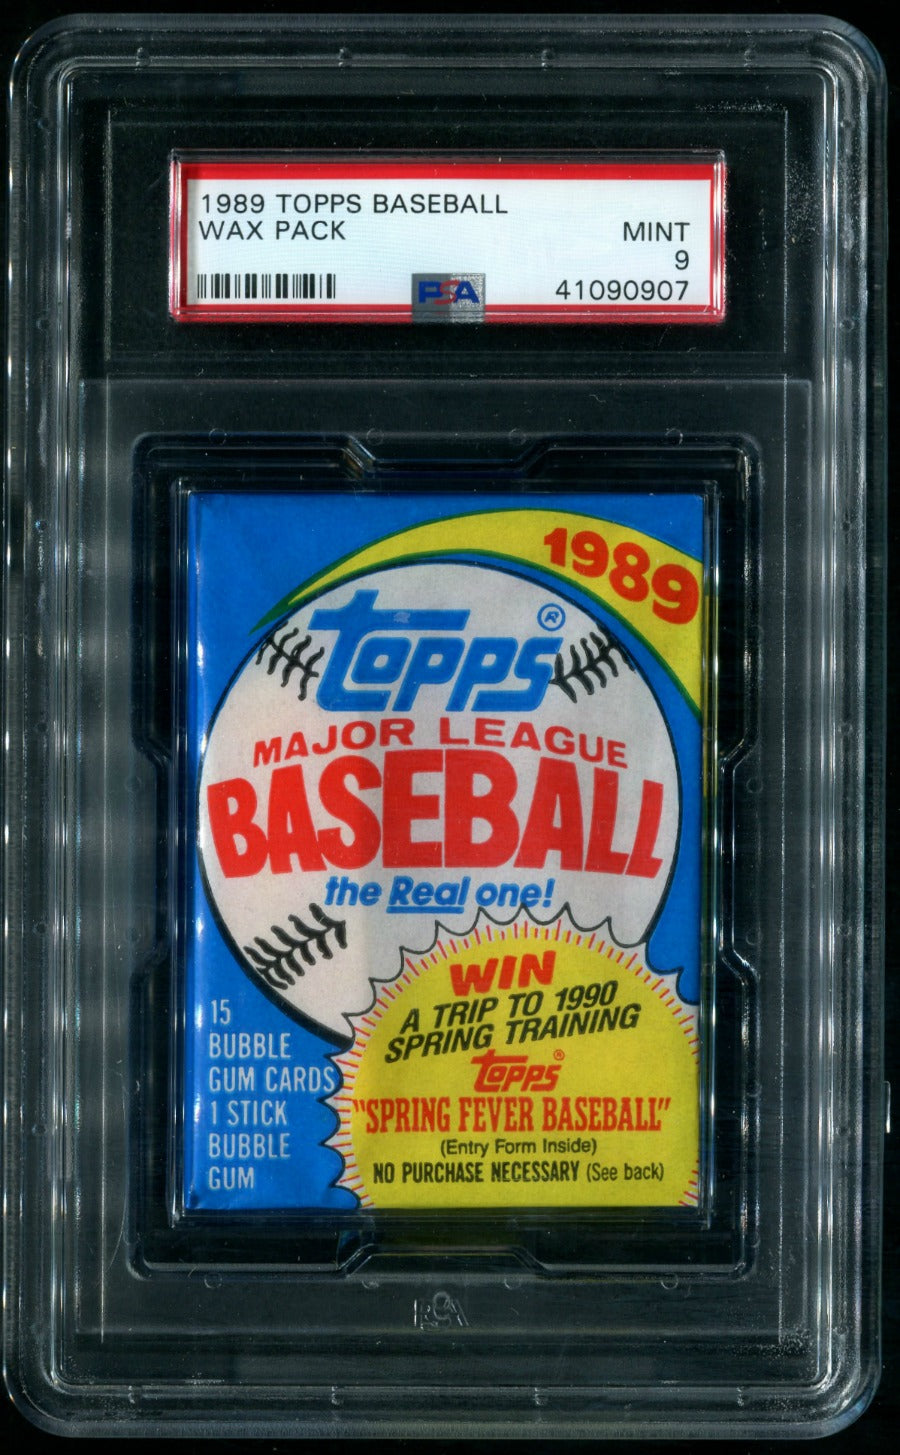 1989 TOPPS BASEBALL
WAX PACK
MINT
9
PSA
41090907
1989
Topps ®
MAJOR LEAGUE
BASEBALL
the Real one!
15
BUBBLE
GUM CARDS
1 STICK
BUBBLE
GUM
WIN
A TRIP TO 1990
SPRING TRAINING
Topps®
"SPRING FEVER BASEBALL"
(Entry Form Inside)
NO PURCHASE NECESSARY (See back)
PSA